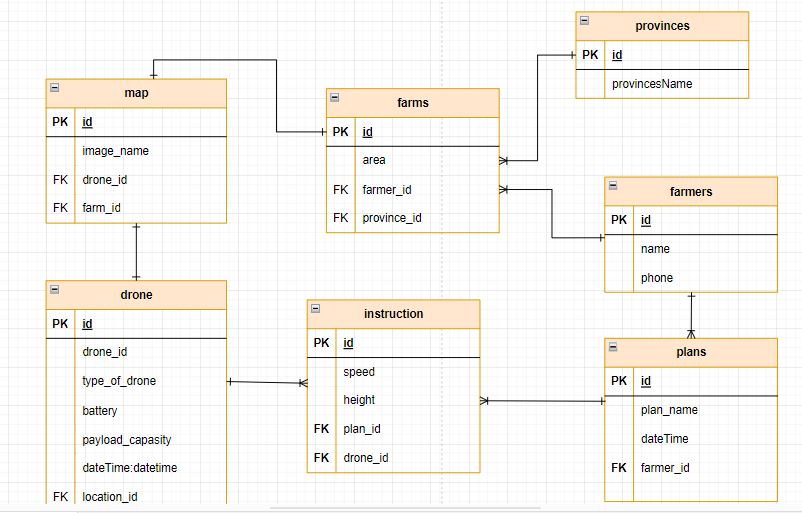 provinces
PK id
provincesName
map
PK id
image_name
FK drone_id
FK farm_id
farms
PK id
area
FK farmer_id
FK province_id
farmers
PK id
name
phone
drone
PK id
drone_id
type_of_drone
battery
payload_capasity
dateTime:datetime
FK location_id
instruction
PK id
speed
height
FK plan_id
FK drone_id
plans
PK id
plan_name
dateTime
FK farmer_id